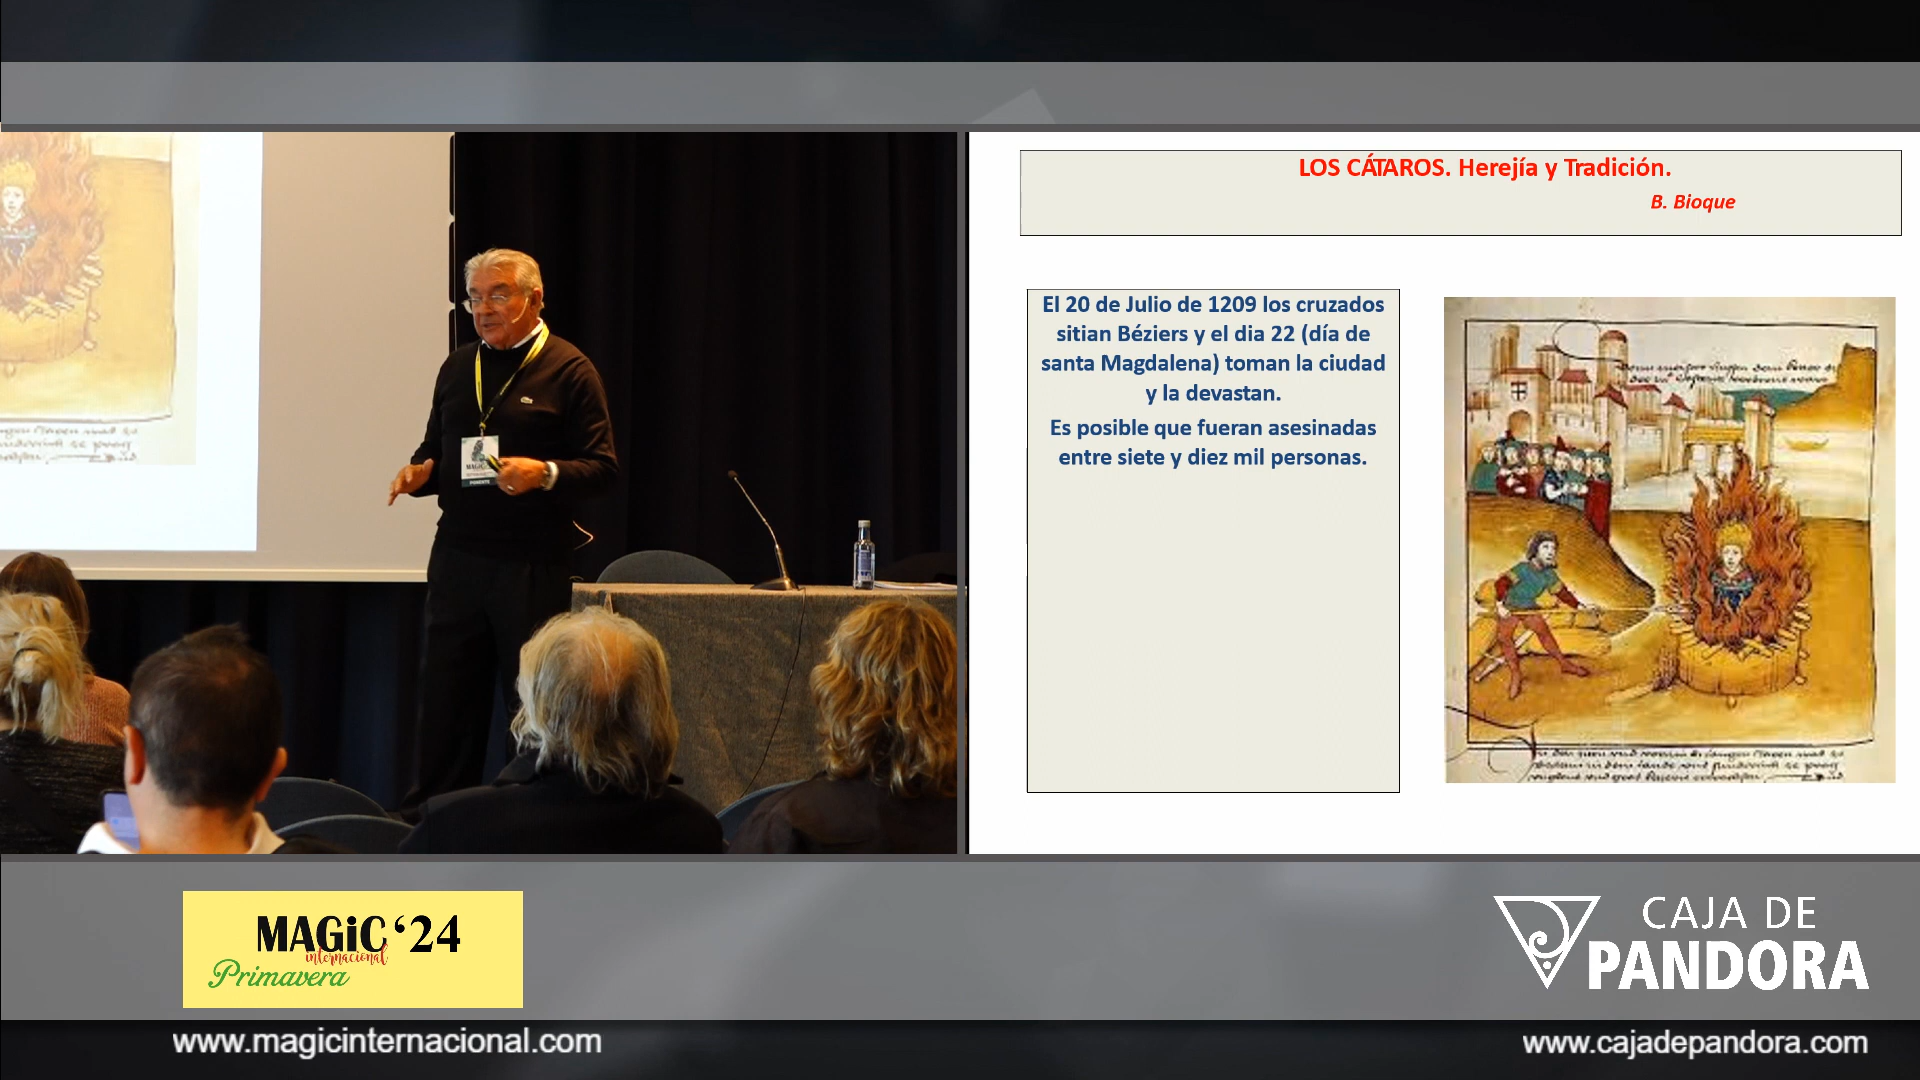 LOS CÁTAROS. Herejía y Tradición.
B. Bioque
El 20 de Julio de 1209 los cruzados
sitian Béziers y el dia 22 (día de
santa Magdalena) toman la ciudad
y la devastan.
Es posible que fueran asesinadas
entre siete y diez mil personas.
MAGiC '24
internacional
Primavera
CAJA DE
PANDORA
www.magicinternacional.com
www.cajadepandora.com